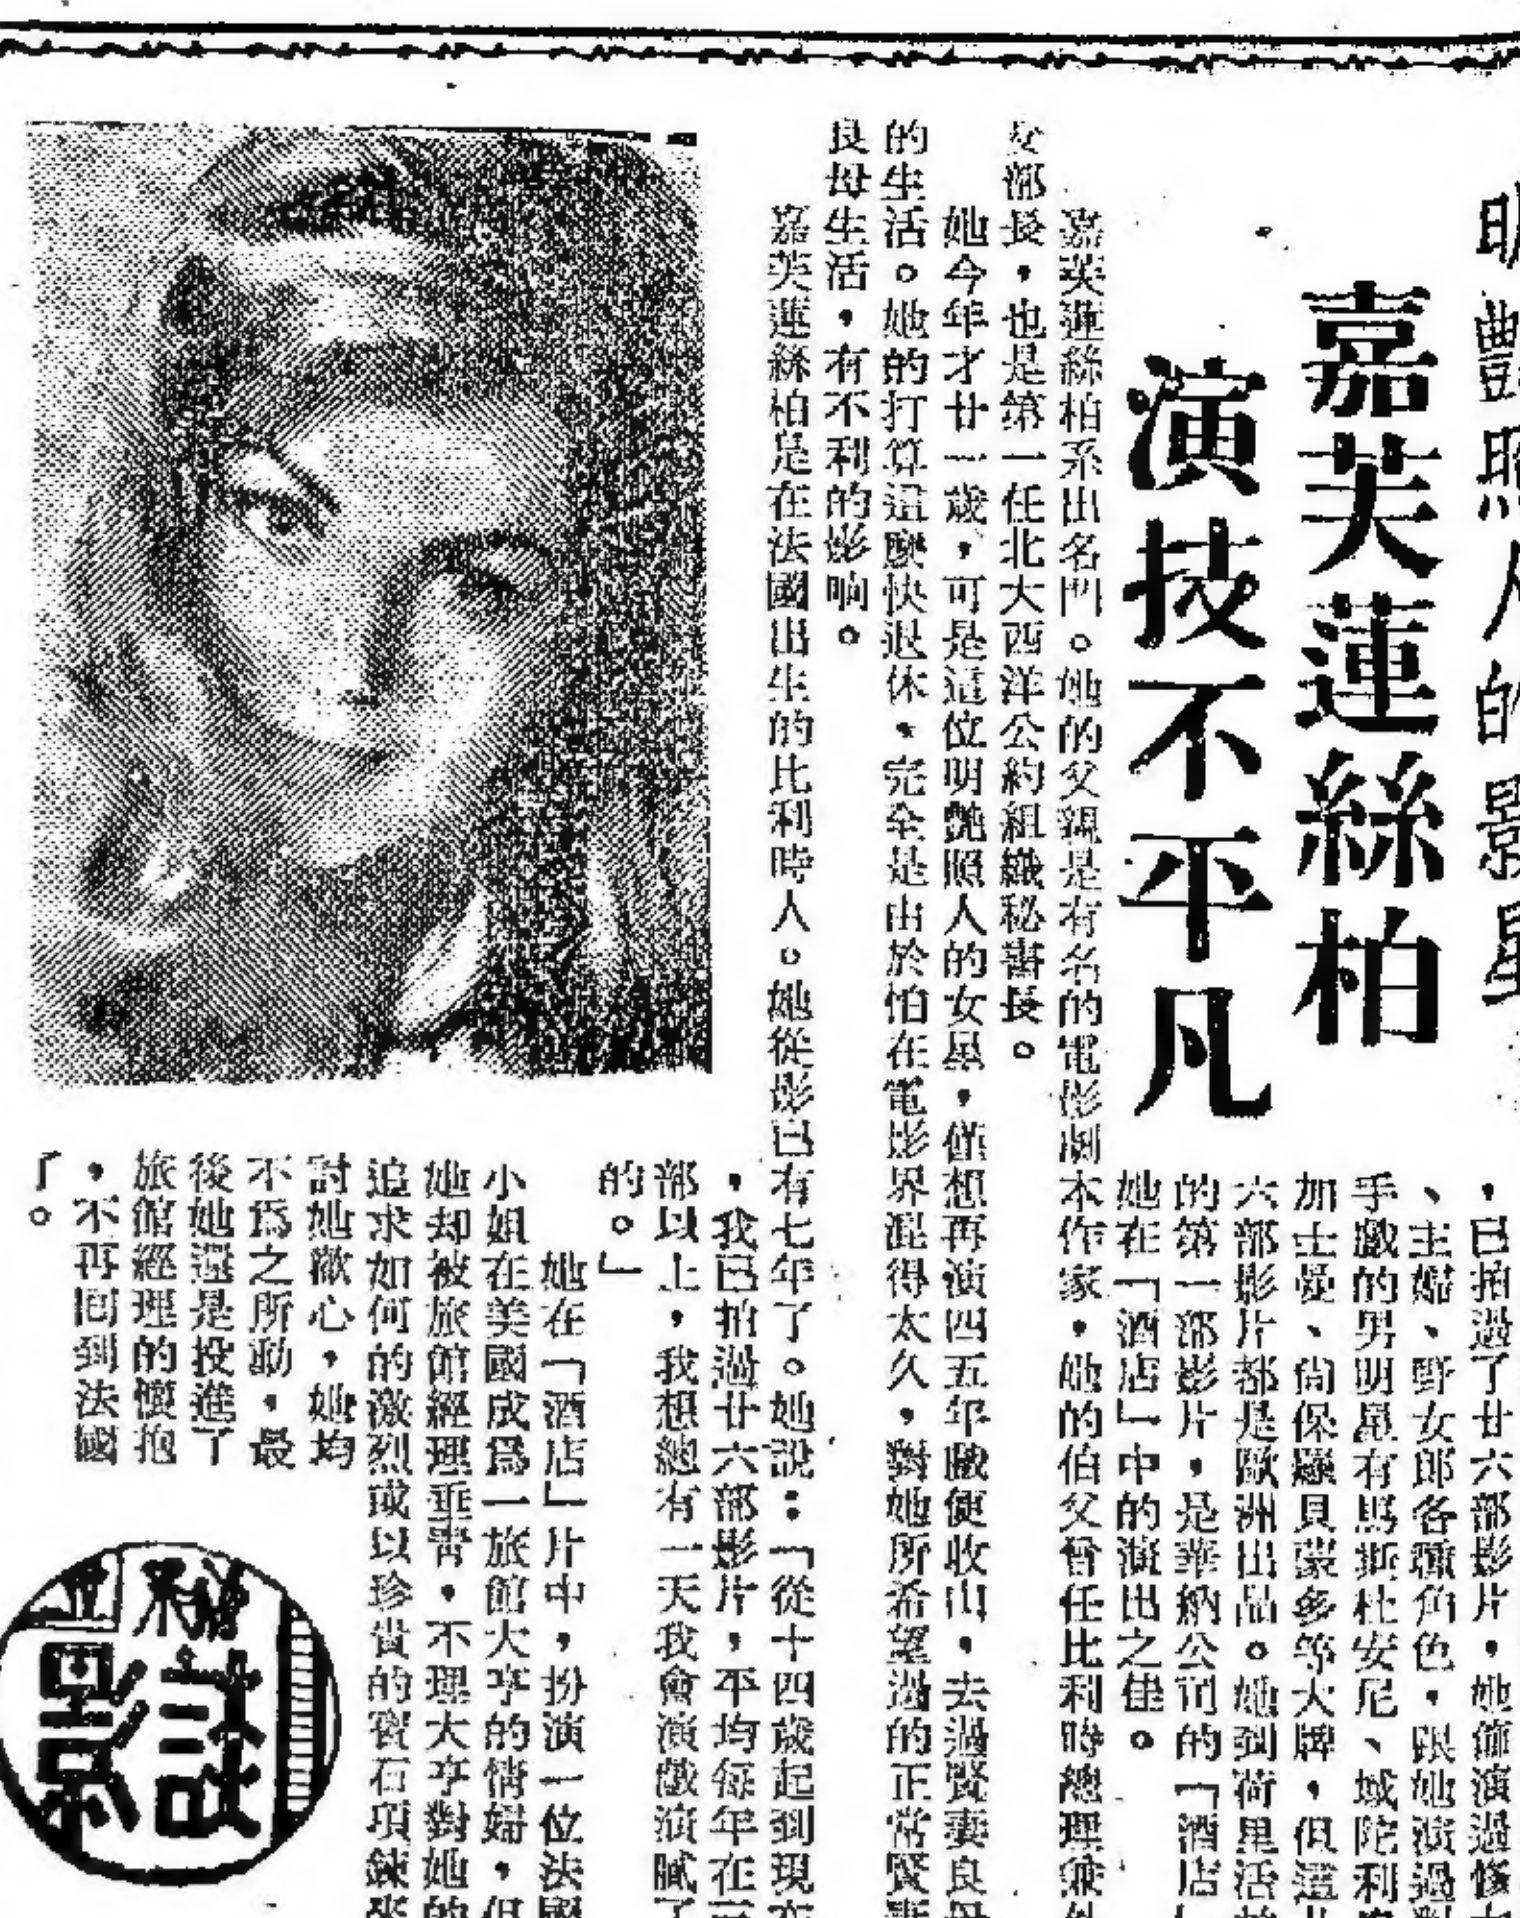 明豔照人的影星
嘉芙蓮絲柏
演技不平凡
嘉芙蓮絲柏系出名門。她的父親是有名的電影劇本作家，她的伯父曾任比利時總理兼外
交部長，也是第一任北大西洋公約組織秘書長。
她今年才廿一歲，可是這位明艷照人的女星，僅想再演四五年戲便收山，去過賢妻良母
的生活。她的打算這麽快退休，完全是由於怕在電影界混得太久，對她所希望過的正常賢妻
良母生活，有不利的影响。
嘉芙蓮絲柏是在法國出生的比利時人。她從影已有七年了。她說：「從十四歲起到現在
，我已拍過廿六部影片，平均每年在三
部以上，我想總有一天我會演戲演膩了
的。」
她在「酒店」片中，扮演一位法國
小姐在美國成爲一旅館大亨的情婦，但
她却被旅館經理垂青，不理大亨對她的
追求如何的激烈或以珍貴的寶石項鍊來
討她歡心，她均
不爲之所動，最
後她還是投進了
旅館經理的懷抱
，不再回到法國
了。
，已拍過了廿六部影片，她飾演過修女
、主婦、野女郎各種角色，跟她演過對
手戲的男明星有馬斯杜安尼、域陀利
加士曼、尚保羅貝蒙多等大牌，但這廿
六部影片都是歐洲出品。她到荷里活拍
的第一部影片，是華納公司的「酒店」
她在「酒店」中的演出之佳。